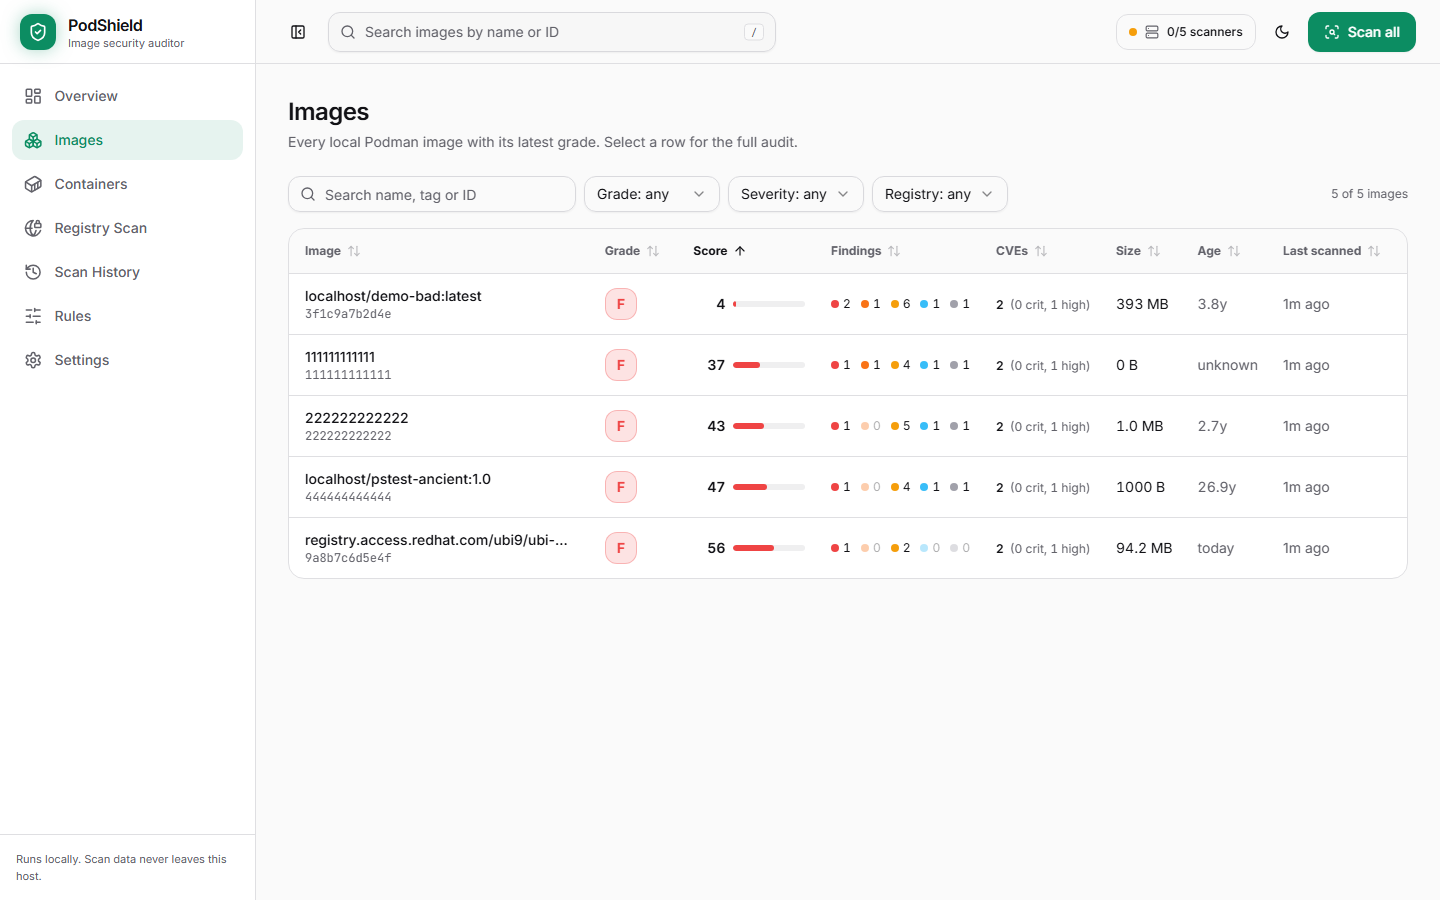 PodShield
Image security auditor
Search images by name or ID
/
0/5 scanners
Scan all
Overview
Images
Containers
Registry Scan
Scan History
Rules
Settings
Images
Every local Podman image with its latest grade. Select a row for the full audit.
Search name, tag or ID
Grade: any
Severity: any
Registry: any
5 of 5 images
Image Grade Score Findings CVEs Size Age Last scanned
localhost/demo-bad:latest
3f1c9a7b2d4e
F 4 2 1 6 1 1 2 (0 crit, 1 high) 393 MB 3.8y 1m ago
111111111111
111111111111
F 37 1 1 4 1 1 2 (0 crit, 1 high) 0 B unknown 1m ago
222222222222
222222222222
F 43 1 0 5 1 1 2 (0 crit, 1 high) 1.0 MB 2.7y 1m ago
localhost/pstest-ancient:1.0
444444444444
F 47 1 0 4 1 1 2 (0 crit, 1 high) 1000 B 26.9y 1m ago
registry.access.redhat.com/ubi9/ubi-...
9a8b7c6d5e4f
F 56 1 0 2 0 0 2 (0 crit, 1 high) 94.2 MB today 1m ago
Runs locally. Scan data never leaves this
host.